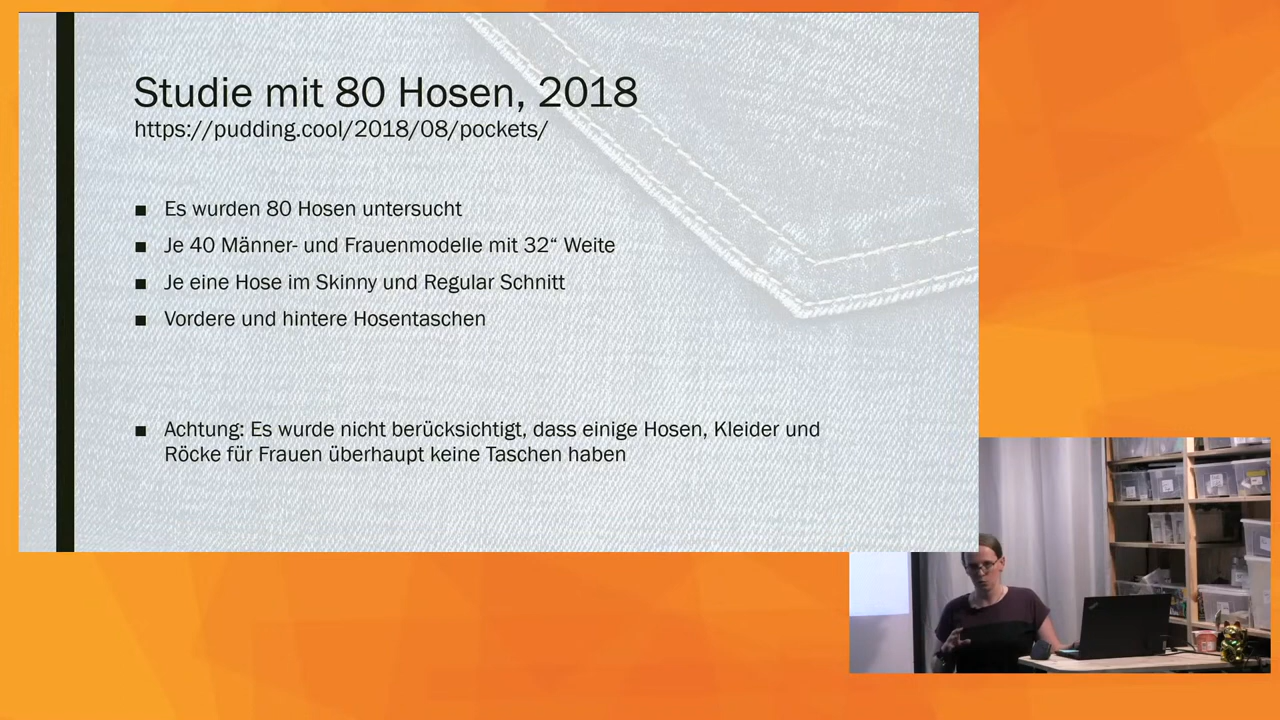 Studie mit 80 Hosen, 2018
https://pudding.cool/2018/08/pockets/
■ Es wurden 80 Hosen untersucht
■ Je 40 Männer- und Frauenmodelle mit 32“ Weite
■ Je eine Hose im Skinny und Regular Schnitt
■ Vordere und hintere Hosentaschen
■ Achtung: Es wurde nicht berücksichtigt, dass einige Hosen, Kleider und
Röcke für Frauen überhaupt keine Taschen haben